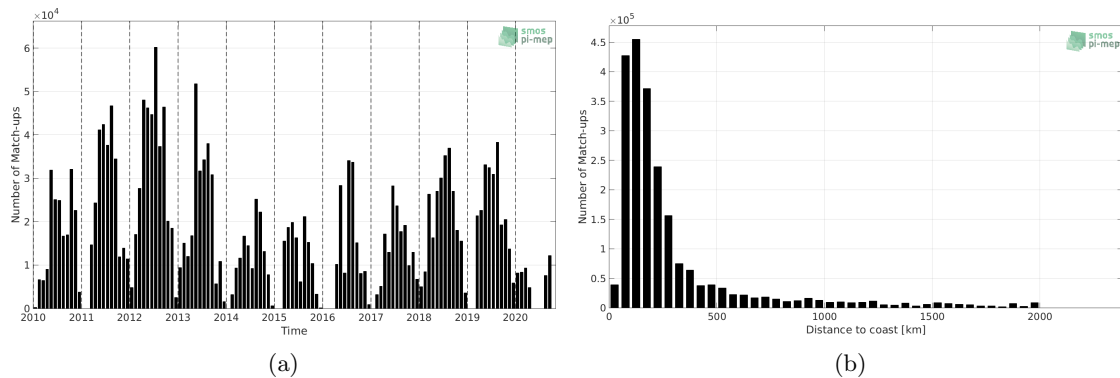 ×10^4
smos
pi-mep
Number of Match-ups
6
5
4
3
2
1
0
2010 2011 2012 2013 2014 2015 2016 2017 2018 2019 2020
Time
(a)
×10^5
smos
pi-mep
Number of Match-ups
4.5
4
3.5
3
2.5
2
1.5
1
0.5
0
0 500 1000 1500 2000
Distance to coast [km]
(b)